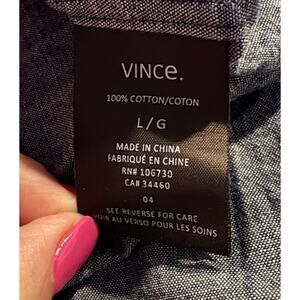 VINCe.
100% COTTON/COTON
L/G
MADE IN CHINA
FABRIQUÉ EN CHINE
RN# 106730
CA# 34460
04
SEE REVERSE FOR CARE
VOIR AU VERSO POUR LES SOINS